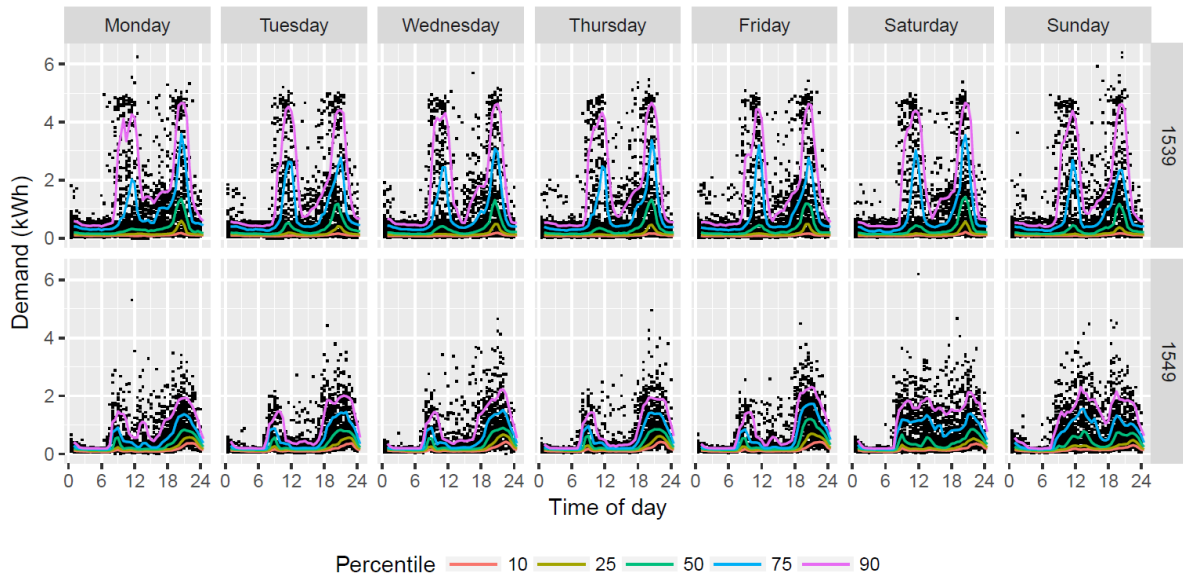 Monday Tuesday Wednesday Thursday Friday Saturday Sunday
6
4
2
0
1539
6
4
2
0
1549
Demand (kWh)
0 6 12 18 24 0 6 12 18 24 0 6 12 18 24 0 6 12 18 24 0 6 12 18 24 0 6 12 18 24 0 6 12 18 24
Time of day
Percentile 10 25 50 75 90